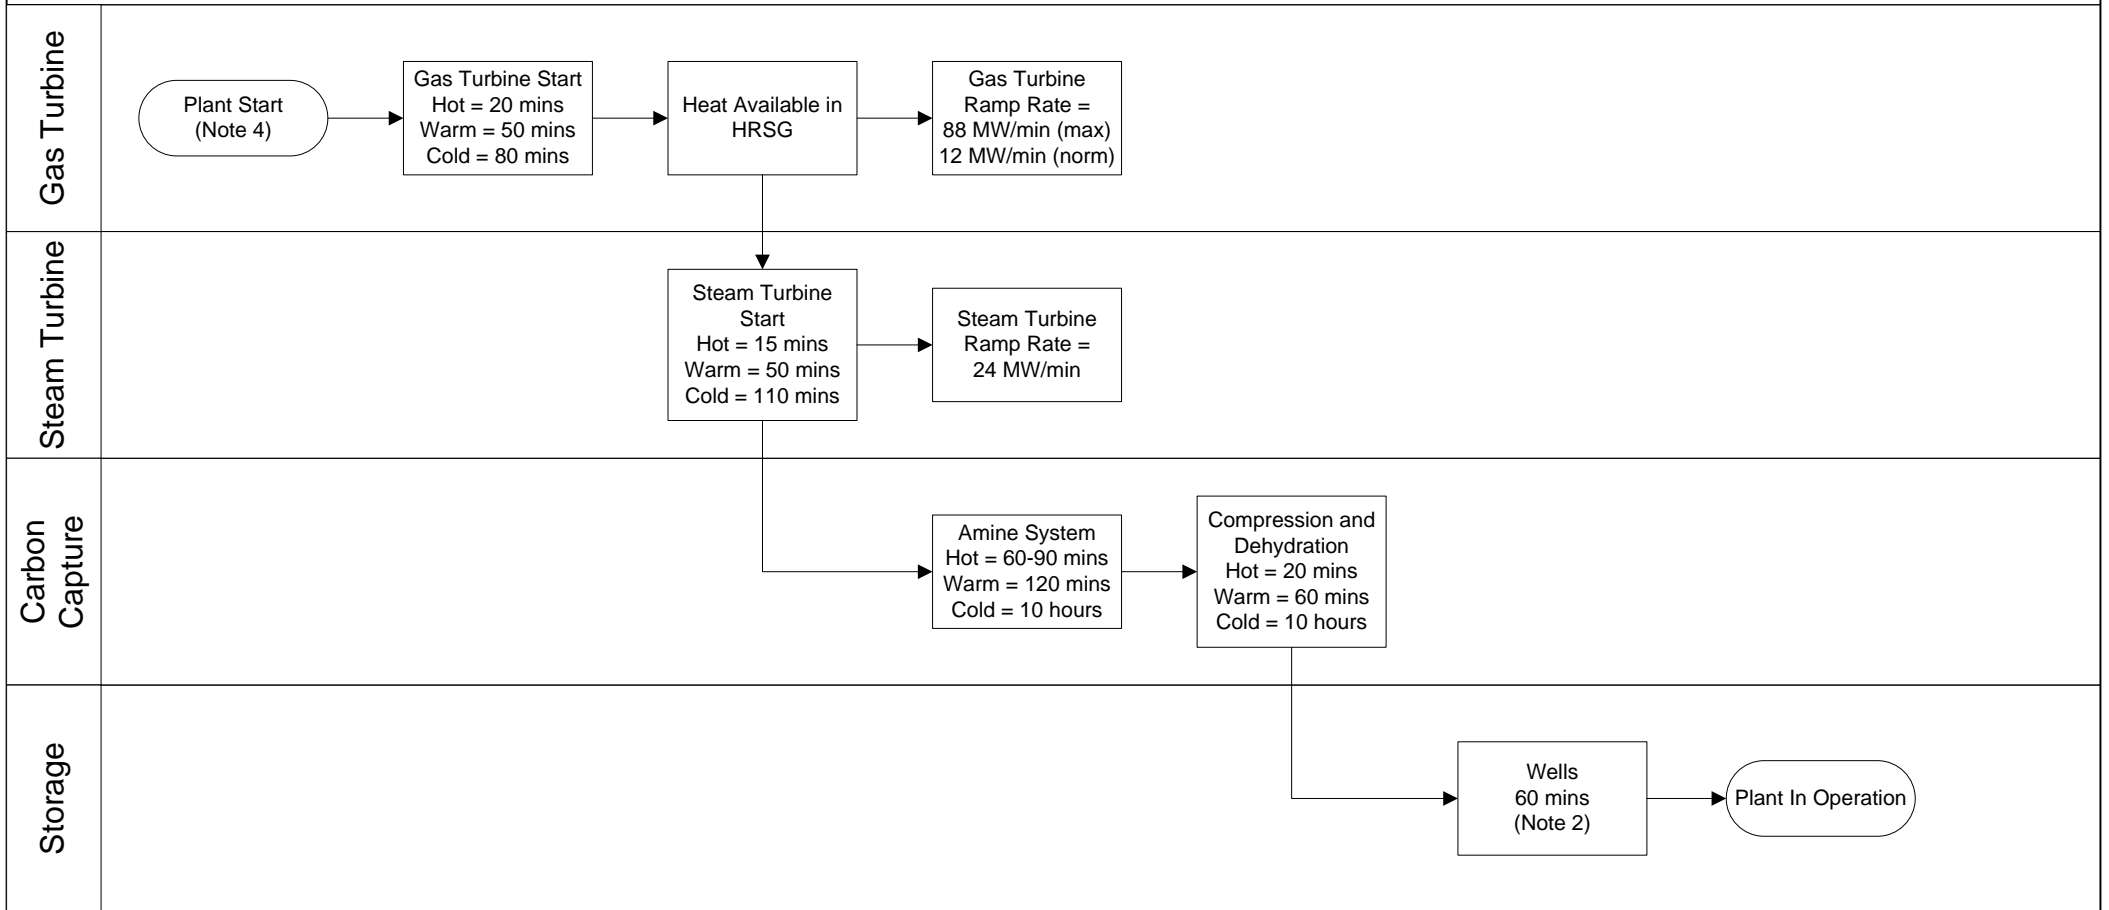 Gas Turbine
Plant Start
(Note 4)
Gas Turbine Start
Hot = 20 mins
Warm = 50 mins
Cold = 80 mins
Heat Available in
HRSG
Gas Turbine
Ramp Rate =
88 MW/min (max)
12 MW/min (norm)
Steam Turbine
Steam Turbine
Start
Hot = 15 mins
Warm = 50 mins
Cold = 110 mins
Steam Turbine
Ramp Rate =
24 MW/min
Carbon
Capture
Amine System
Hot = 60-90 mins
Warm = 120 mins
Cold = 10 hours
Compression and
Dehydration
Hot = 20 mins
Warm = 60 mins
Cold = 10 hours
Storage
Wells
60 mins
(Note 2)
Plant In Operation